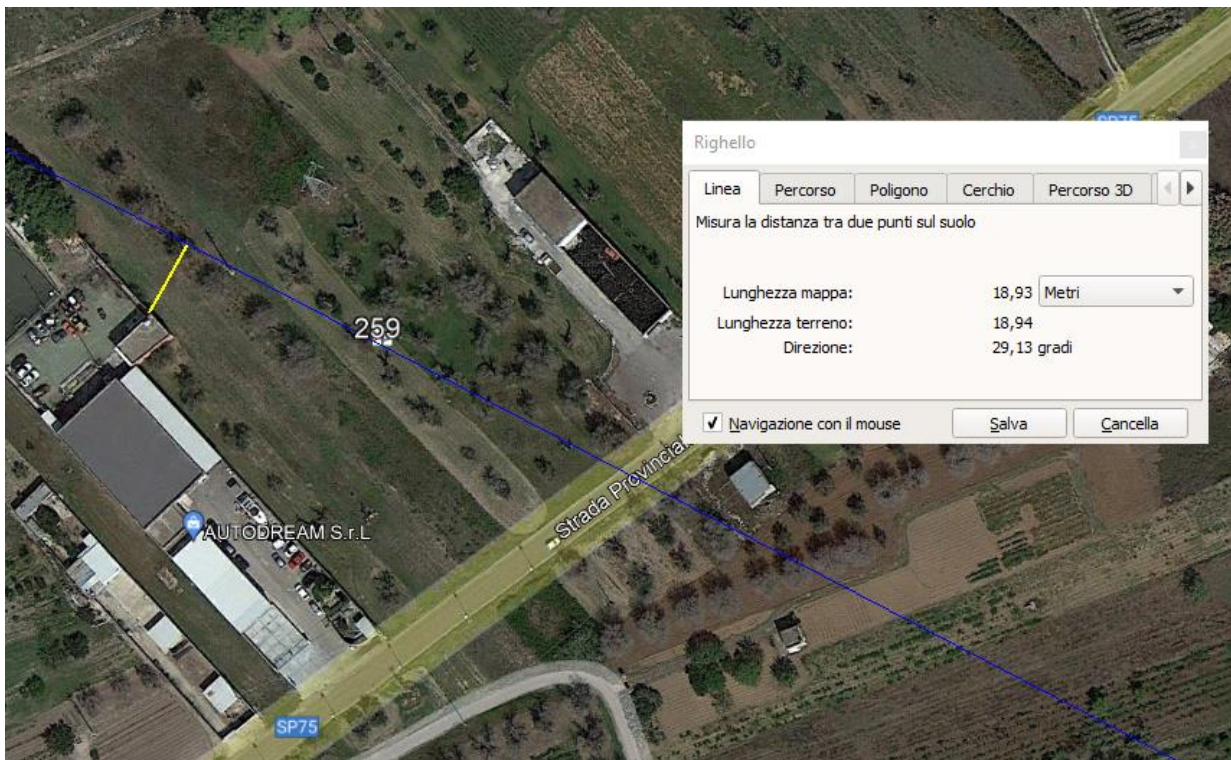 SP75
Righello
Linea
Percorso
Poligono
Cerchio
Percorso 3D
Misura la distanza tra due punti sul suolo
Lunghezza mappa: 18,93 Metri
Lunghezza terreno: 18,94
Direzione: 29,13 gradi
Navigazione con il mouse
Salva
Cancella
259
Strada Provincial
AUTODREAM S.r.L
SP75